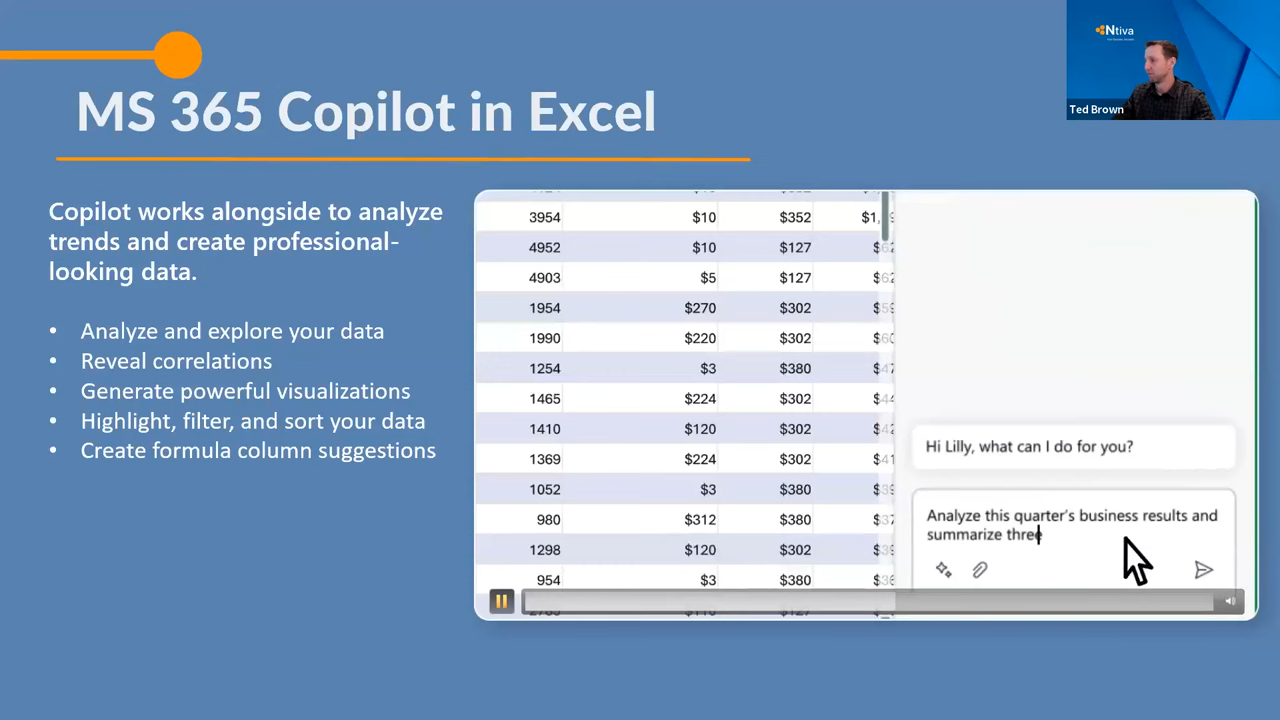 Ntiva
Ted Brown
MS 365 Copilot in Excel
Copilot works alongside to analyze
trends and create professional-
looking data.
• Analyze and explore your data
• Reveal correlations
• Generate powerful visualizations
• Highlight, filter, and sort your data
• Create formula column suggestions
3954 $10 $352
4952 $10 $127
4903 $5 $127
1954 $270 $302
1990 $220 $302
1254 $3 $380
1465 $224 $302
1410 $120 $302
1369 $224 $302
1052 $3 $380
980 $312 $380
1298 $120 $302
954 $3 $380
Hi Lilly, what can I do for you?
Analyze this quarter's business results and
summarize three